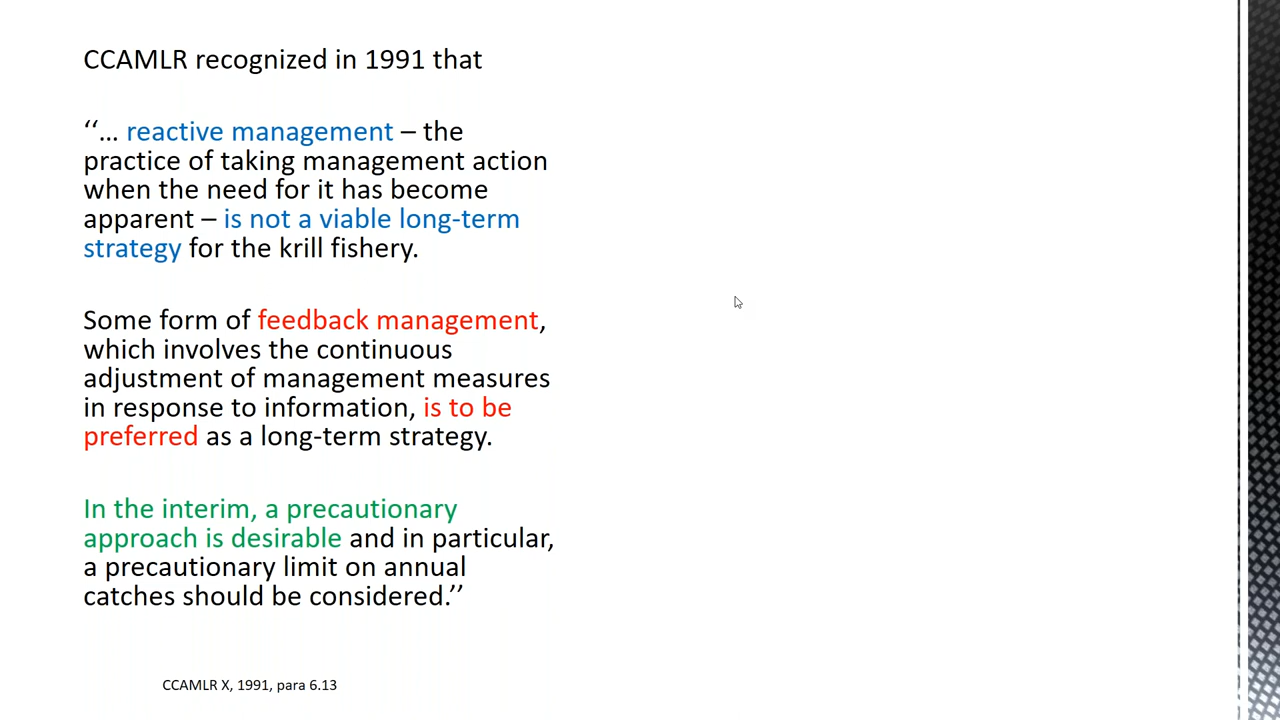 CCAMLR recognized in 1991 that
‘‘... reactive management – the
practice of taking management action
when the need for it has become
apparent – is not a viable long-term
strategy for the krill fishery.
Some form of feedback management,
which involves the continuous
adjustment of management measures
in response to information, is to be
preferred as a long-term strategy.
In the interim, a precautionary
approach is desirable and in particular,
a precautionary limit on annual
catches should be considered.’’
CCAMLR X, 1991, para 6.13